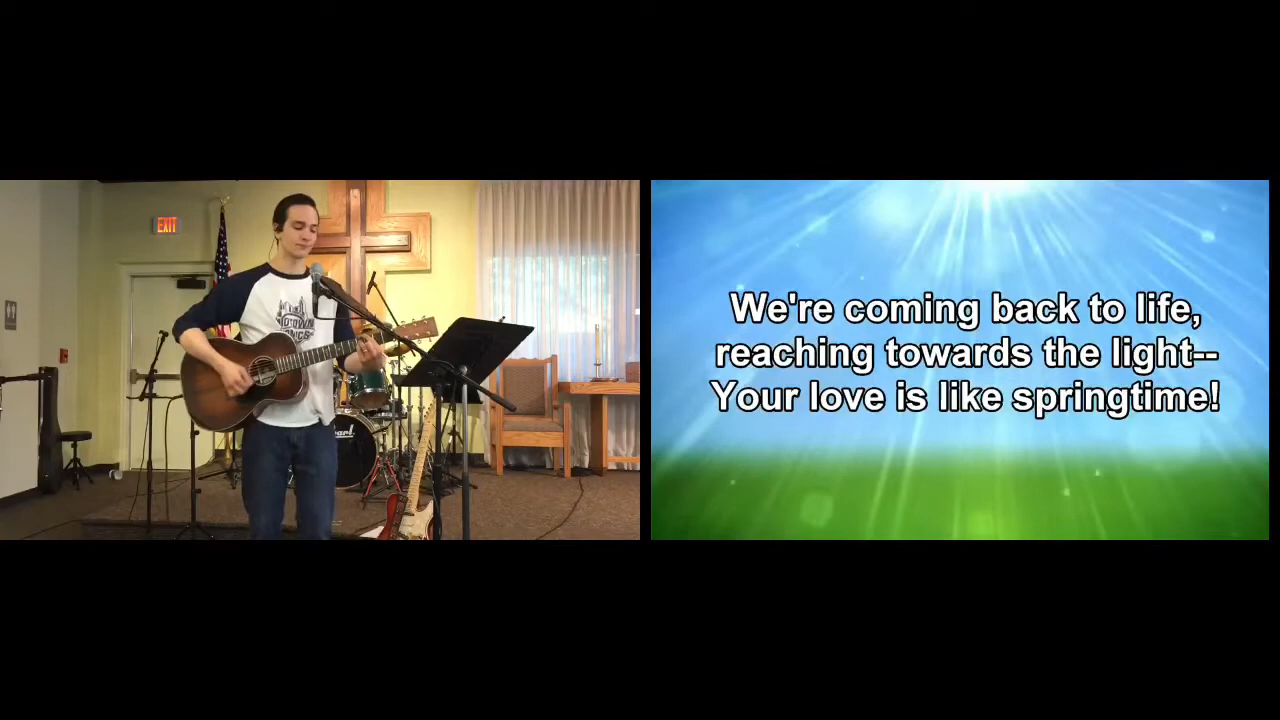 EXIT
We're coming back to life,
reaching towards the light--
Your love is like springtime!